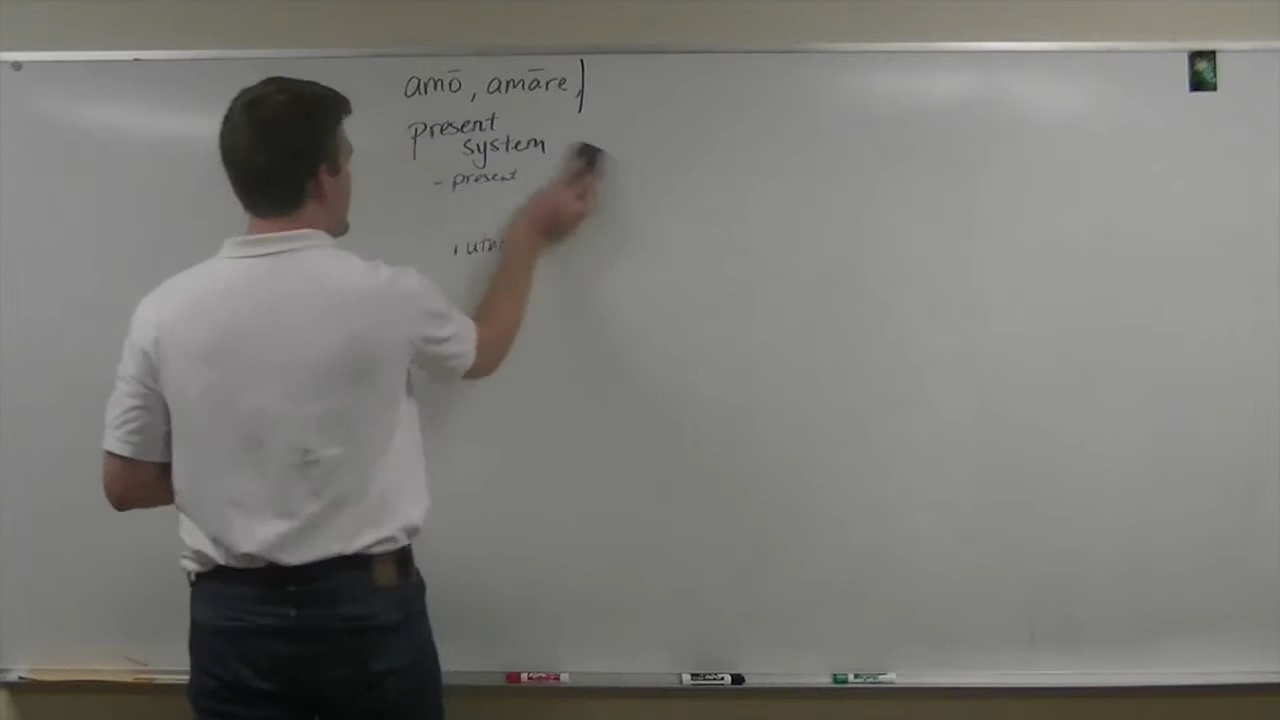 amō, amāre,|
present
system
- present